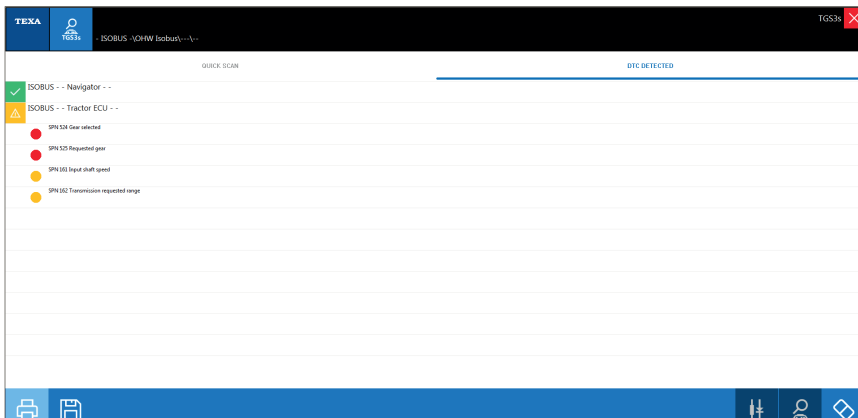 TEXA
TGS3s
- ISOBUS -\OHW Isobus\---\--
TGS3s
QUICK SCAN
DTC DETECTED
ISOBUS - - Navigator - -
ISOBUS - - Tractor ECU - -
SPN 524 Gear selected
SPN 525 Requested gear
SPN 161 Input shaft speed
SPN 162 Transmission requested range